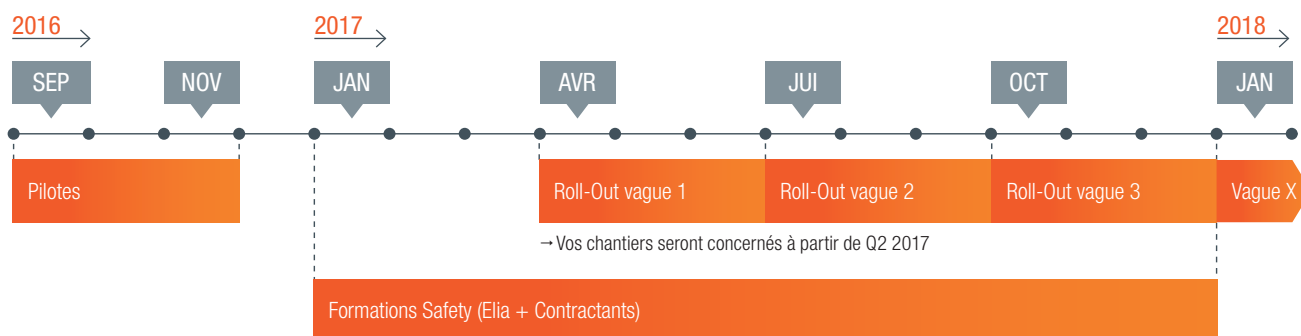 2016
2017
2018
SEP
NOV
JAN
AVR
JUI
OCT
JAN
Pilotes
Roll-Out vague 1
Roll-Out vague 2
Roll-Out vague 3
Vague X
→ Vos chantiers seront concernés à partir de Q2 2017
Formations Safety (Elia + Contractants)